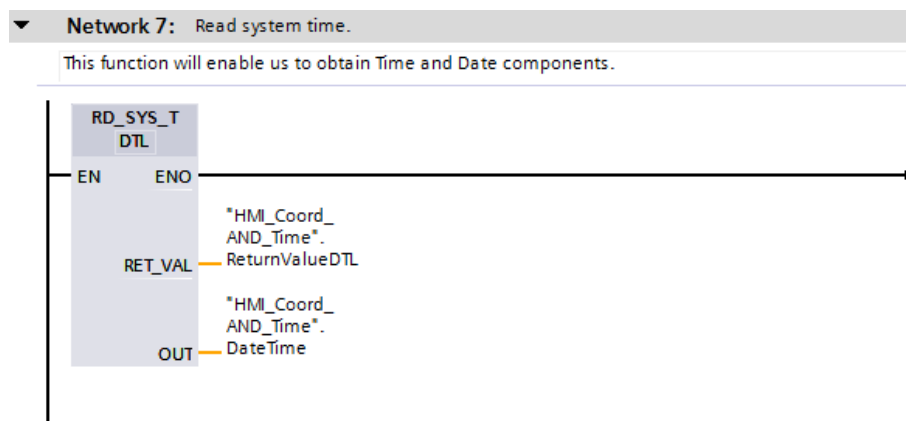 Network 7: Read system time.
This function will enable us to obtain Time and Date components.
RD_SYS_T
DTL
EN ENO
"HMI_Coord_
AND_Time".
RET_VAL ReturnValueDTL
"HMI_Coord_
AND_Time".
OUT DateTime